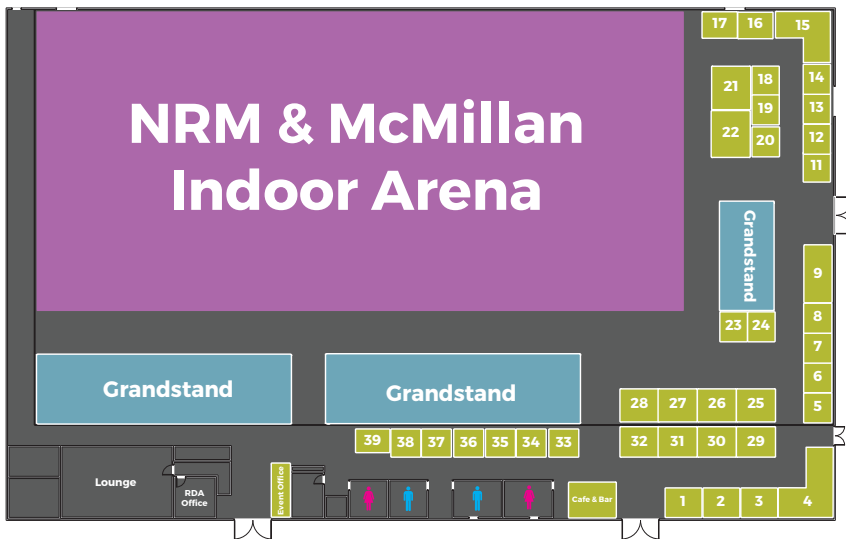 17 16 15
NRM & McMillan
Indoor Arena
21 18
19
22 20
14
13
12
11
Grandstand
9
8
7
6
5
23 24
Grandstand
Grandstand
28 27 26 25
32 31 30 29
39 38 37 36 35 34 33
Lounge
RDA
Office
Event Office
Cafe & Bar
1 2 3 4